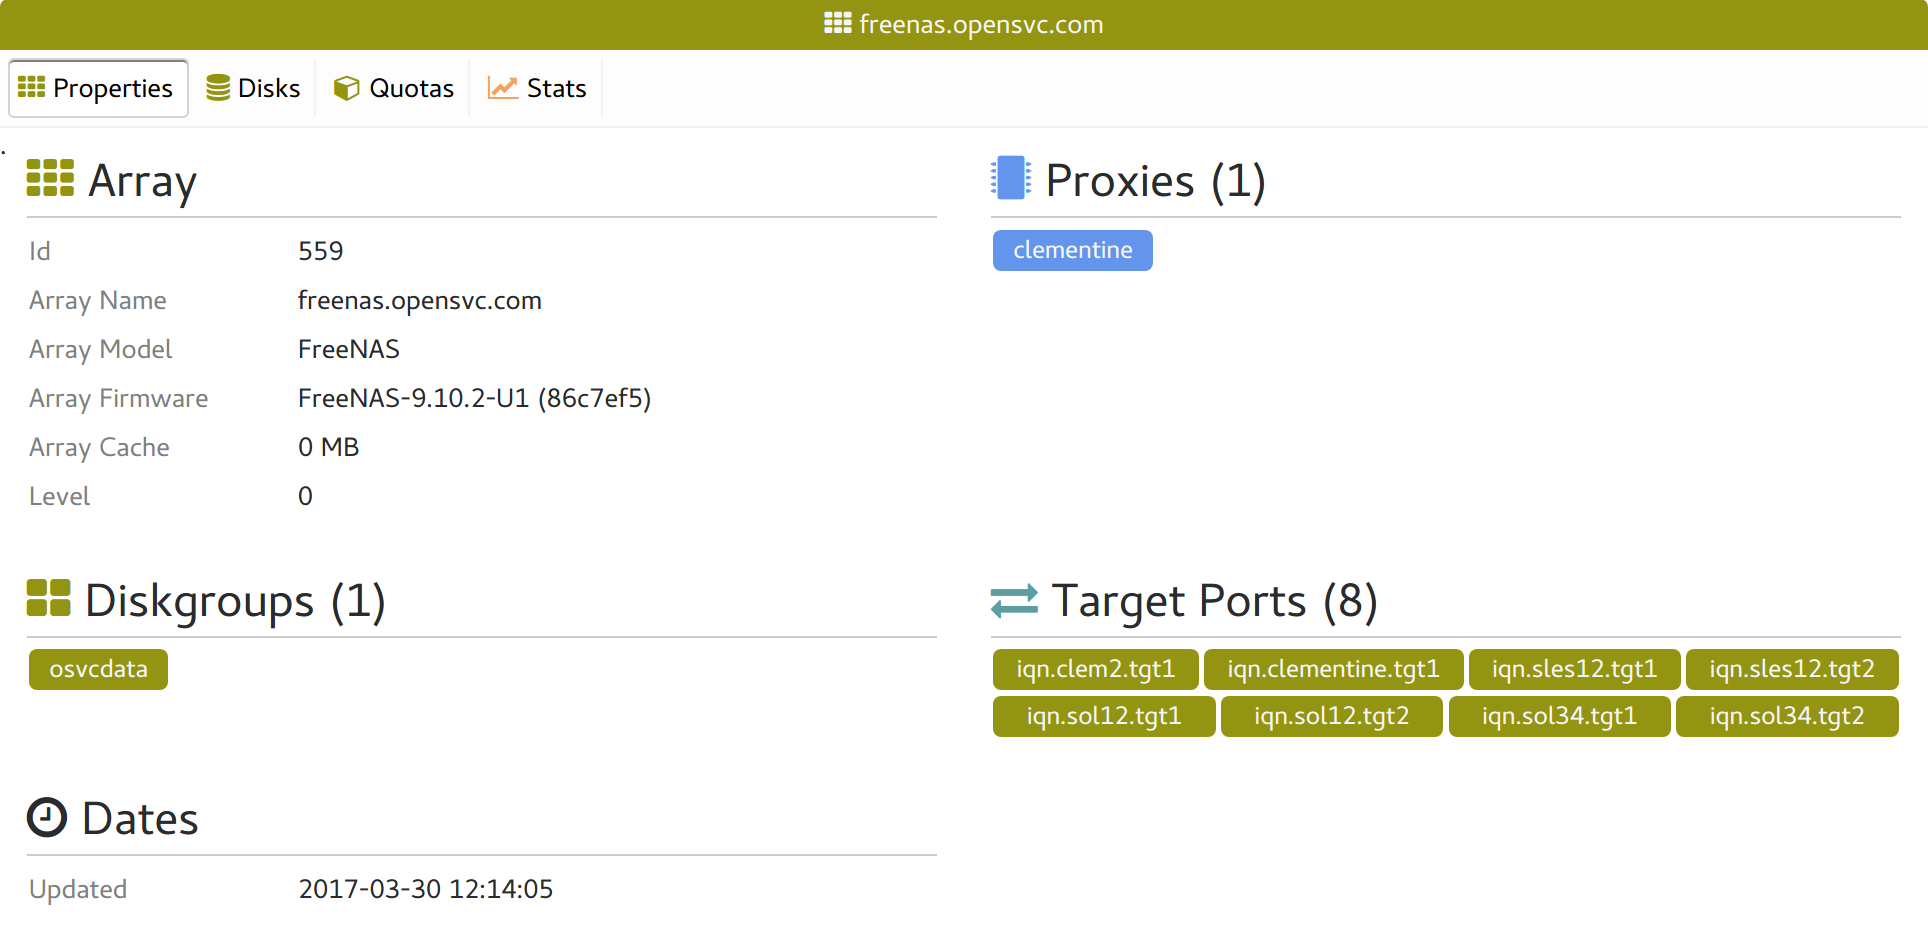 freenas.opensvc.com
Properties Disks Quotas Stats
Array
Id 559
Array Name freenas.opensvc.com
Array Model FreeNAS
Array Firmware FreeNAS-9.10.2-U1 (86c7ef5)
Array Cache 0 MB
Level 0
Proxies (1)
clementine
Diskgroups (1)
osvcdata
Target Ports (8)
iqn.clem2.tgt1 iqn.clementine.tgt1 iqn.sles12.tgt1 iqn.sles12.tgt2
iqn.sol12.tgt1 iqn.sol12.tgt2 iqn.sol34.tgt1 iqn.sol34.tgt2
Dates
Updated 2017-03-30 12:14:05